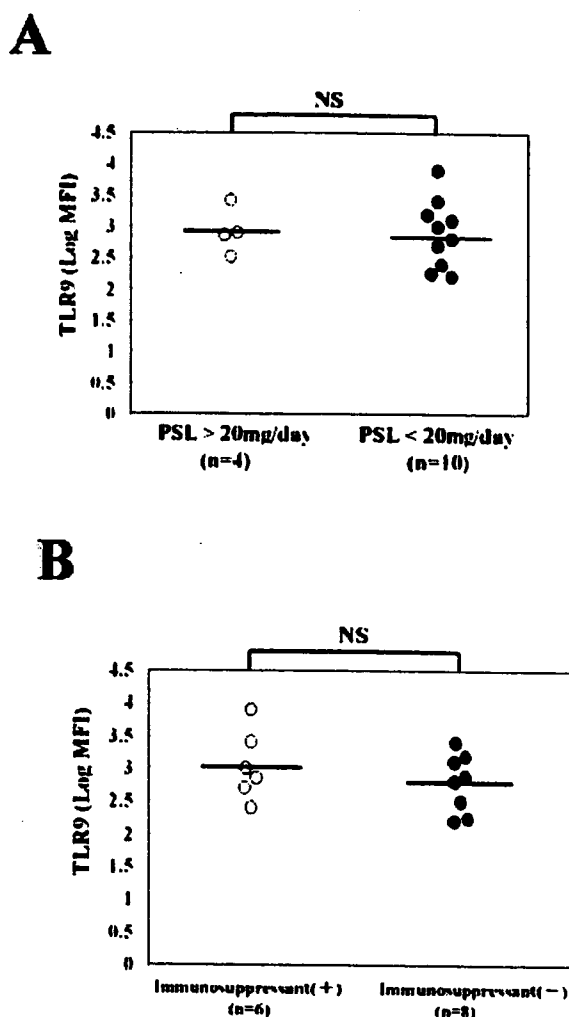 A
NS
4.5
4
3.5
3
2.5
2
1.5
1
0.5
0
TLR9 (Log MFI)
PSL > 20mg/day
(n=4)
PSL < 20mg/day
(n=10)
B
NS
4.5
4
3.5
3
2.5
2
1.5
1
0.5
0
TLR9 (Log MFI)
Immunosuppressant(+)
(n=6)
Immunosuppressant(−)
(n=8)